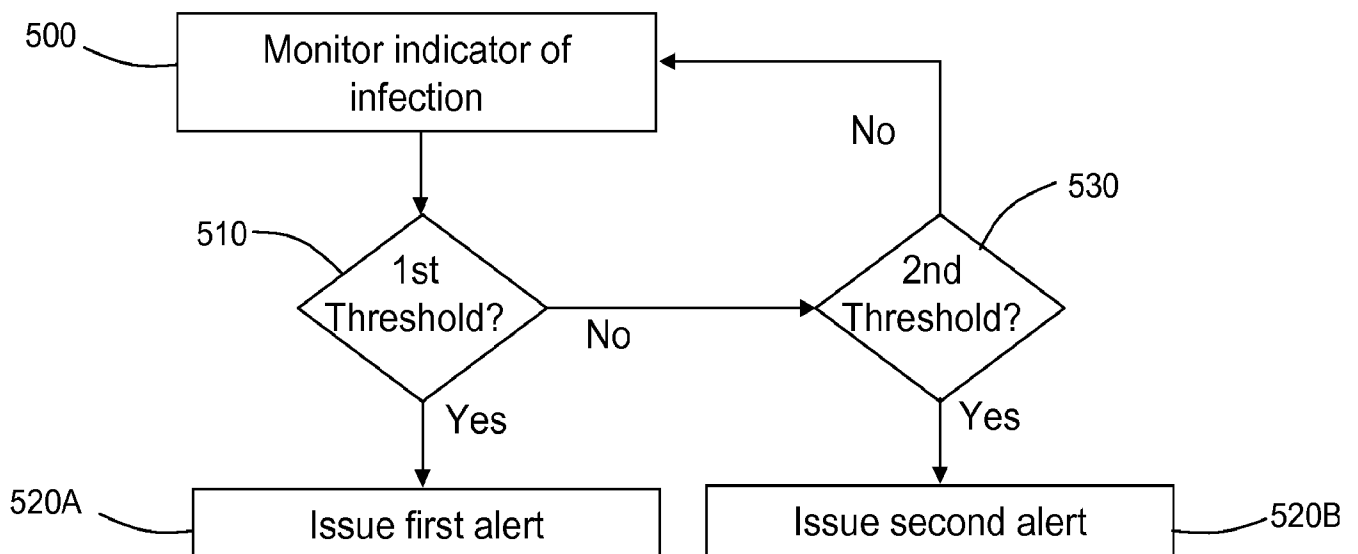 500
Monitor indicator of
infection
No
530
510
1st
Threshold?
No
2nd
Threshold?
Yes
Yes
520A
Issue first alert
Issue second alert
520B